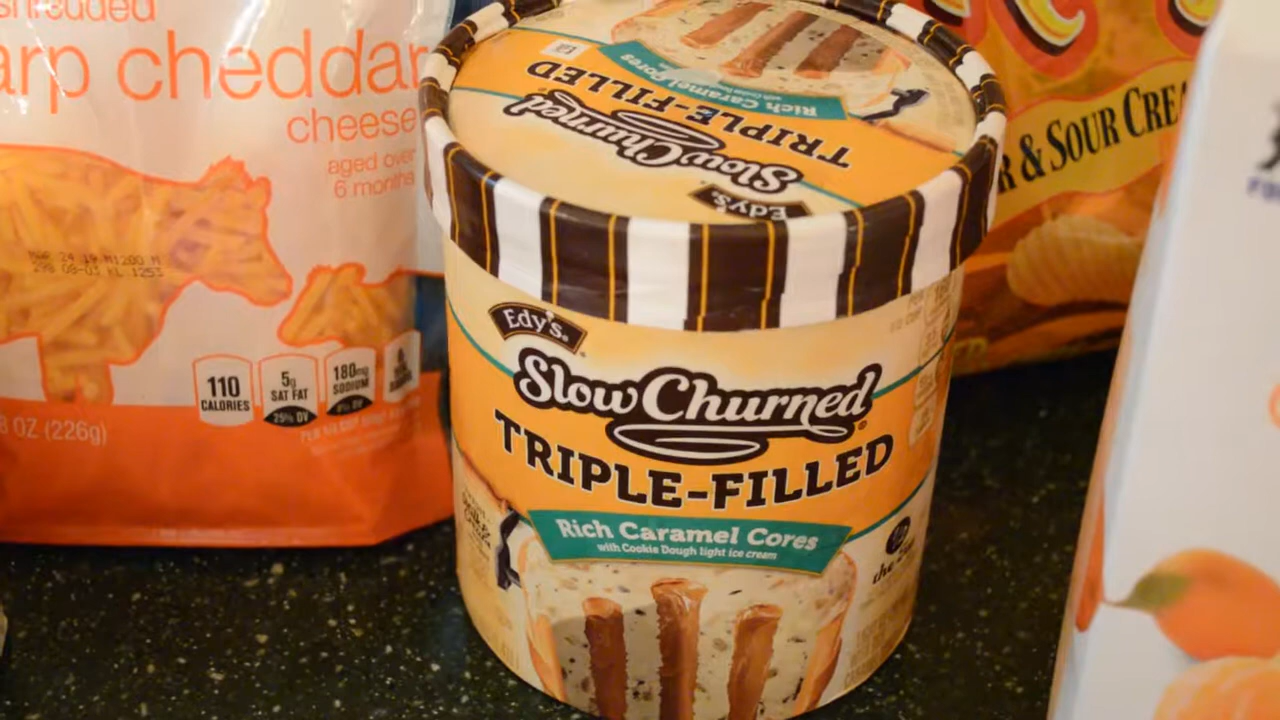 shredded
arp cheddar
cheese
aged over
6 months
110
CALORIES
5g
SAT FAT
25% DV
180mg
SODIUM
8% DV
8 OZ (226g)
Rich Caramel Cores
TRIPLE-FILLED
Slow Churned
Edy's
Edy's®
Slow Churned®
TRIPLE-FILLED
Rich Caramel Cores
with Cookie Dough light ice cream
the
R & SOUR CREA